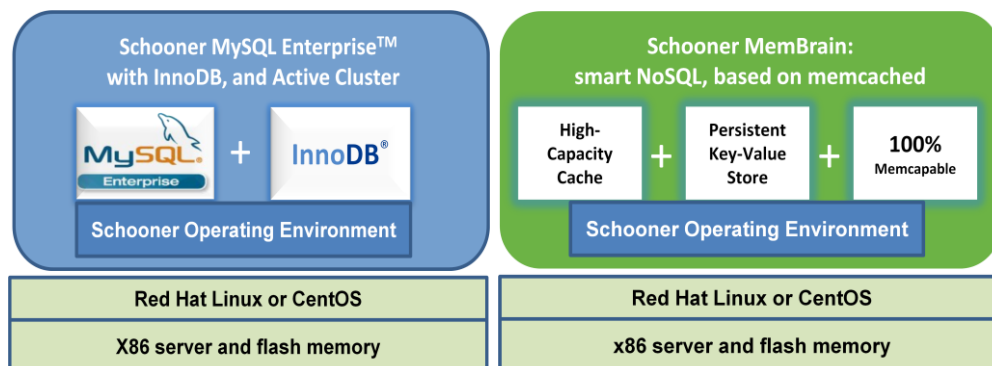 Schooner MySQL Enterprise™
with InnoDB, and Active Cluster
MySQL®
Enterprise
+
InnoDB®
Schooner Operating Environment
Red Hat Linux or CentOS
X86 server and flash memory
Schooner MemBrain:
smart NoSQL, based on memcached
High-
Capacity
Cache
+
Persistent
Key-Value
Store
+
100%
Memcapable
Schooner Operating Environment
Red Hat Linux or CentOS
x86 server and flash memory